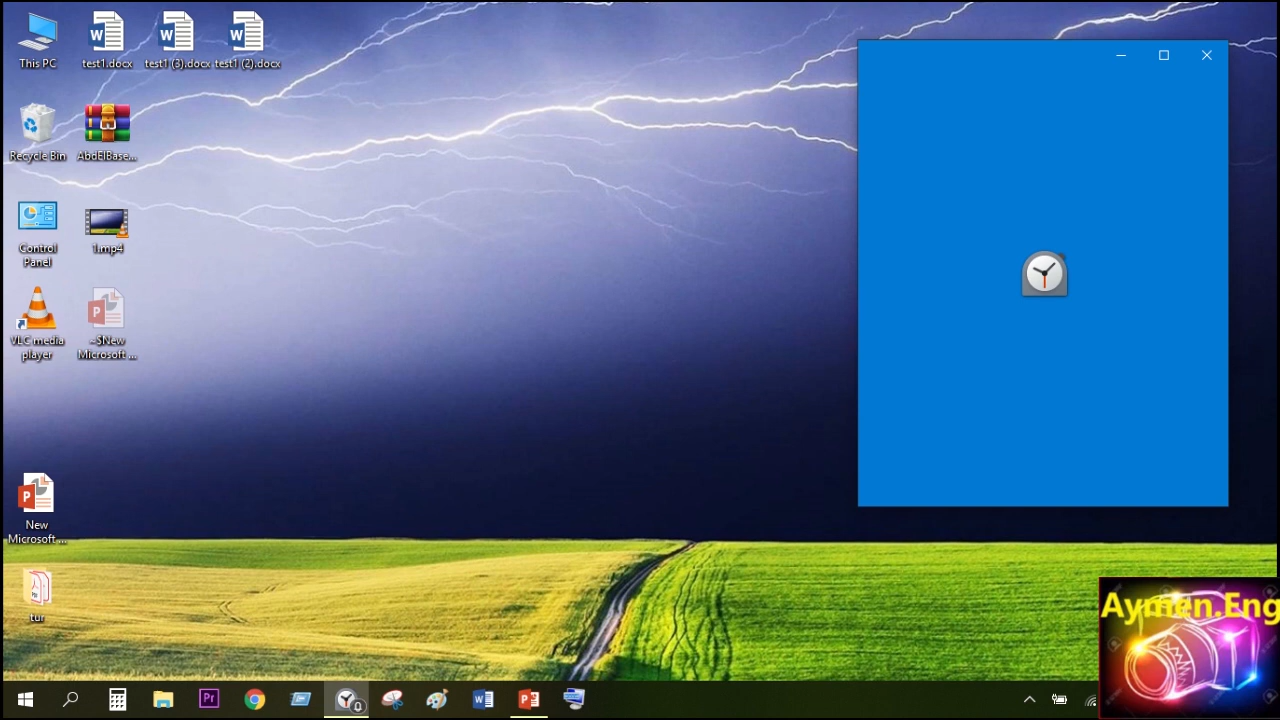 This PC
test1.docx
test1 (3).docx
test1 (2).docx
Recycle Bin
AbdElBase...
Control
Panel
1.mp4
VLC media
player
~$New
Microsoft ...
New
Microsoft ...
tur
Aymen.Eng
Pr